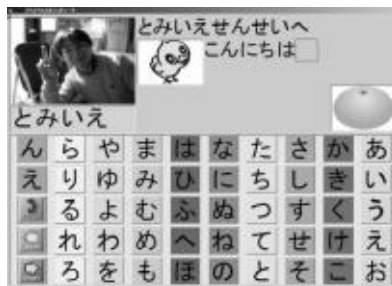 とみいえせんせいへ
こんにちは
とみいえ
んらやまはなたさかあ
えりゆみひにちしきい
るよむふぬつすくう
れわめへねてせけえ
ろをもほのとそこお